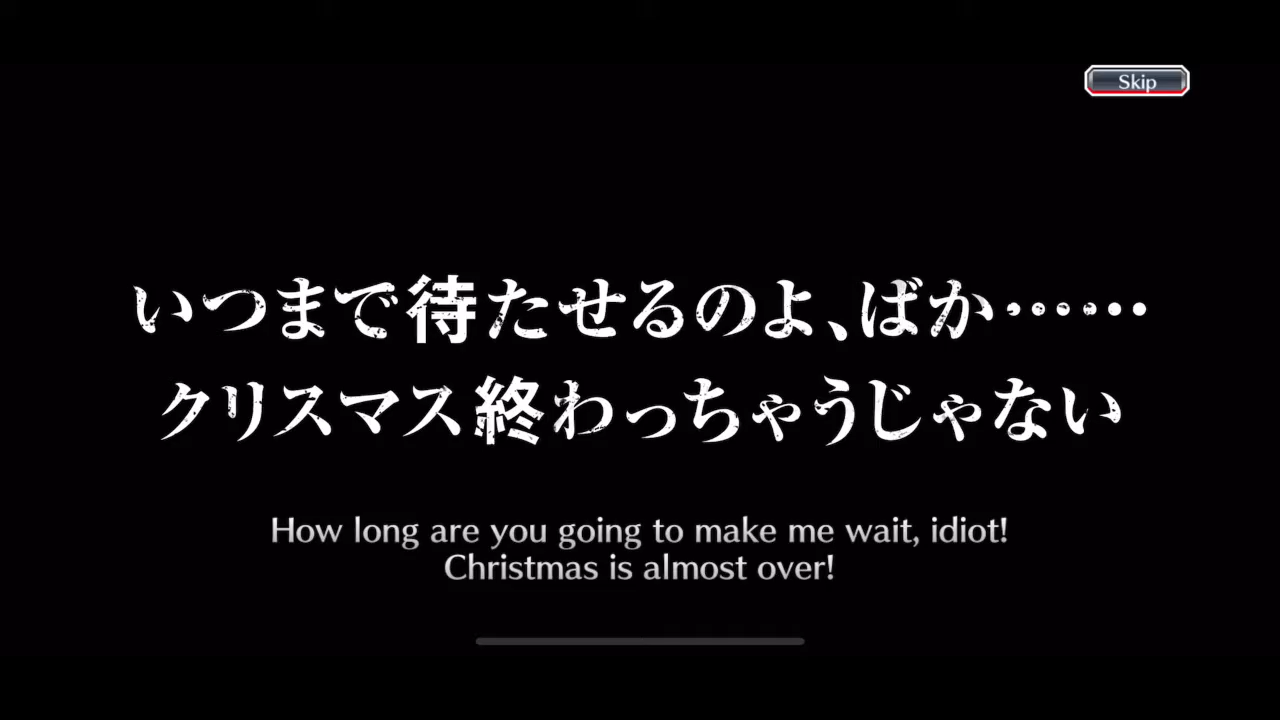 Skip
いつまで待たせるのよ、ばか……
クリスマス終わっちゃうじゃない
How long are you going to make me wait, idiot!
Christmas is almost over!